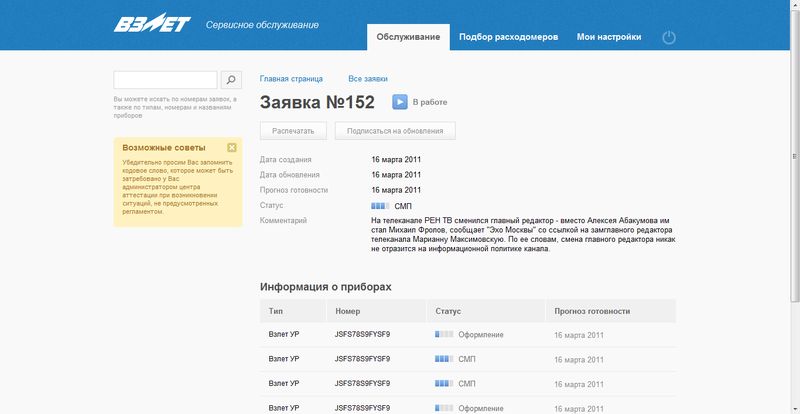 ВЗЛЕТ
Сервисное обслуживание
Обслуживание
Подбор расходомеров
Мои настройки
Вы можете искать по номерам заявок, а
также по типам, номерам и названиям
приборов
Возможные советы
Убедительно просим Вас запомнить
кодовое слово, которое может быть
затребовано у Вас
администратором центра
аттестации при возникновении
ситуаций, не предусмотренных
регламентом.
Главная страница
Все заявки
Заявка №152
В работе
Распечатать
Подписаться на обновления
Дата создания 16 марта 2011
Дата обновления 16 марта 2011
Прогноз готовности 16 марта 2011
Статус СМП
Комментарий На телеканале РЕН ТВ сменился главный редактор - вместо Алексея Абакумова им
стал Михаил Фролов, сообщает "Эхо Москвы" со ссылкой на замглавного редактора
телеканала Марианну Максимовскую. По ее словам, смена главного редактора никак
не отразится на информационной политике канала.
Информация о приборах
Тип Номер Статус Прогноз готовности
Взлет УР JSFS78S9FYSF9 Оформление 16 марта 2011
Взлет УР JSFS78S9FYSF9 СМП 16 марта 2011
Взлет УР JSFS78S9FYSF9 СМП 16 марта 2011
Взлет УР JSFS78S9FYSF9 Оформление 16 марта 2011